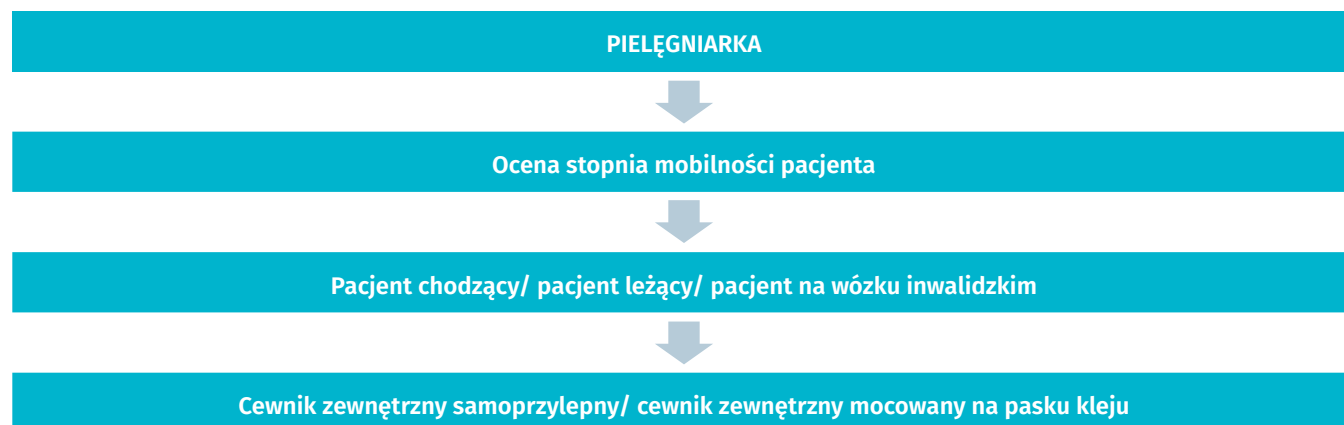 PIELĘGNIARKA
Ocena stopnia mobilności pacjenta
Pacjent chodzący/ pacjent leżący/ pacjent na wózku inwalidzkim
Cewnik zewnętrzny samoprzylepny/ cewnik zewnętrzny mocowany na pasku kleju